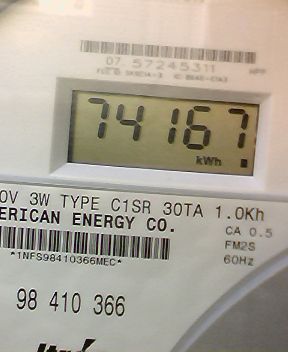 07 57245311
74167
kWh
0V 3W TYPE C1SR 30TA 1.0Kh
ERICAN ENERGY CO.
CA 0.5
FM2S
*1NFS98410366MEC*
60Hz
98 410 366